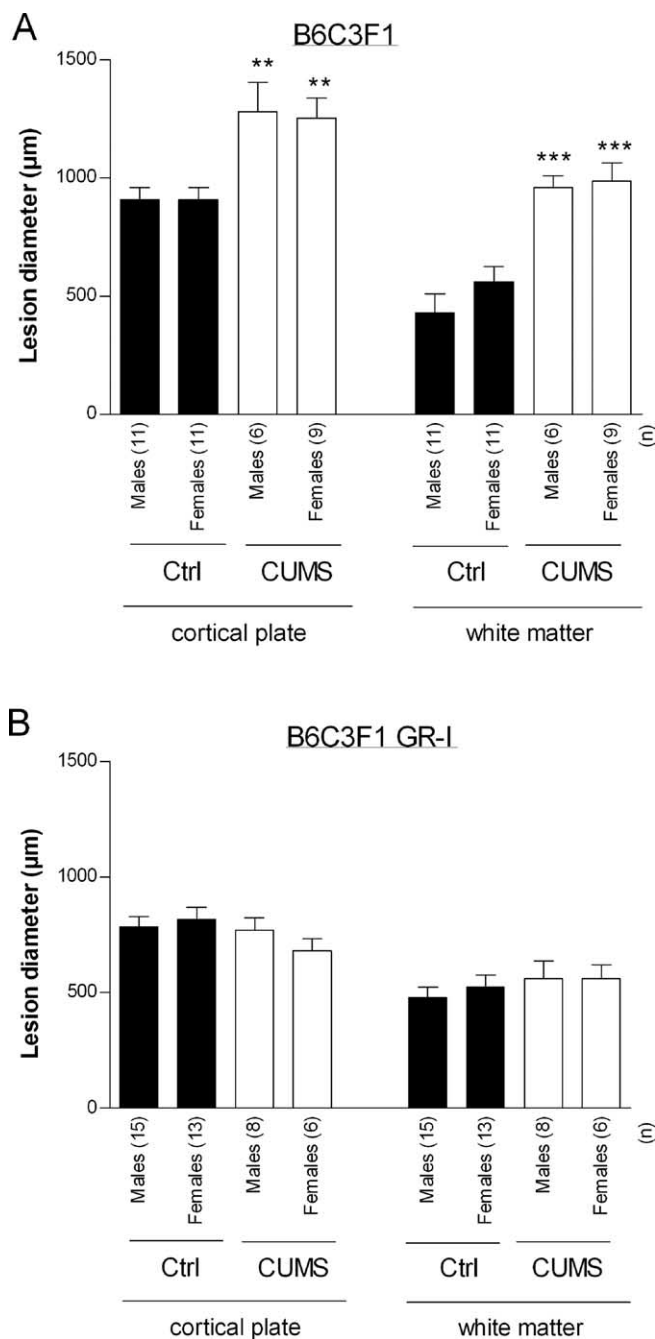 A
B6C3F1
Lesion diameter (µm)
1500
1000
500
0
** ** *** ***
Males (11) Females (11) Males (6) Females (9) Males (11) Females (11) Males (6) Females (9) (n)
Ctrl CUMS Ctrl CUMS
cortical plate white matter
B
B6C3F1 GR-I
Lesion diameter (µm)
1500
1000
500
0
Males (15) Females (13) Males (8) Females (6) Males (15) Females (13) Males (8) Females (6) (n)
Ctrl CUMS Ctrl CUMS
cortical plate white matter